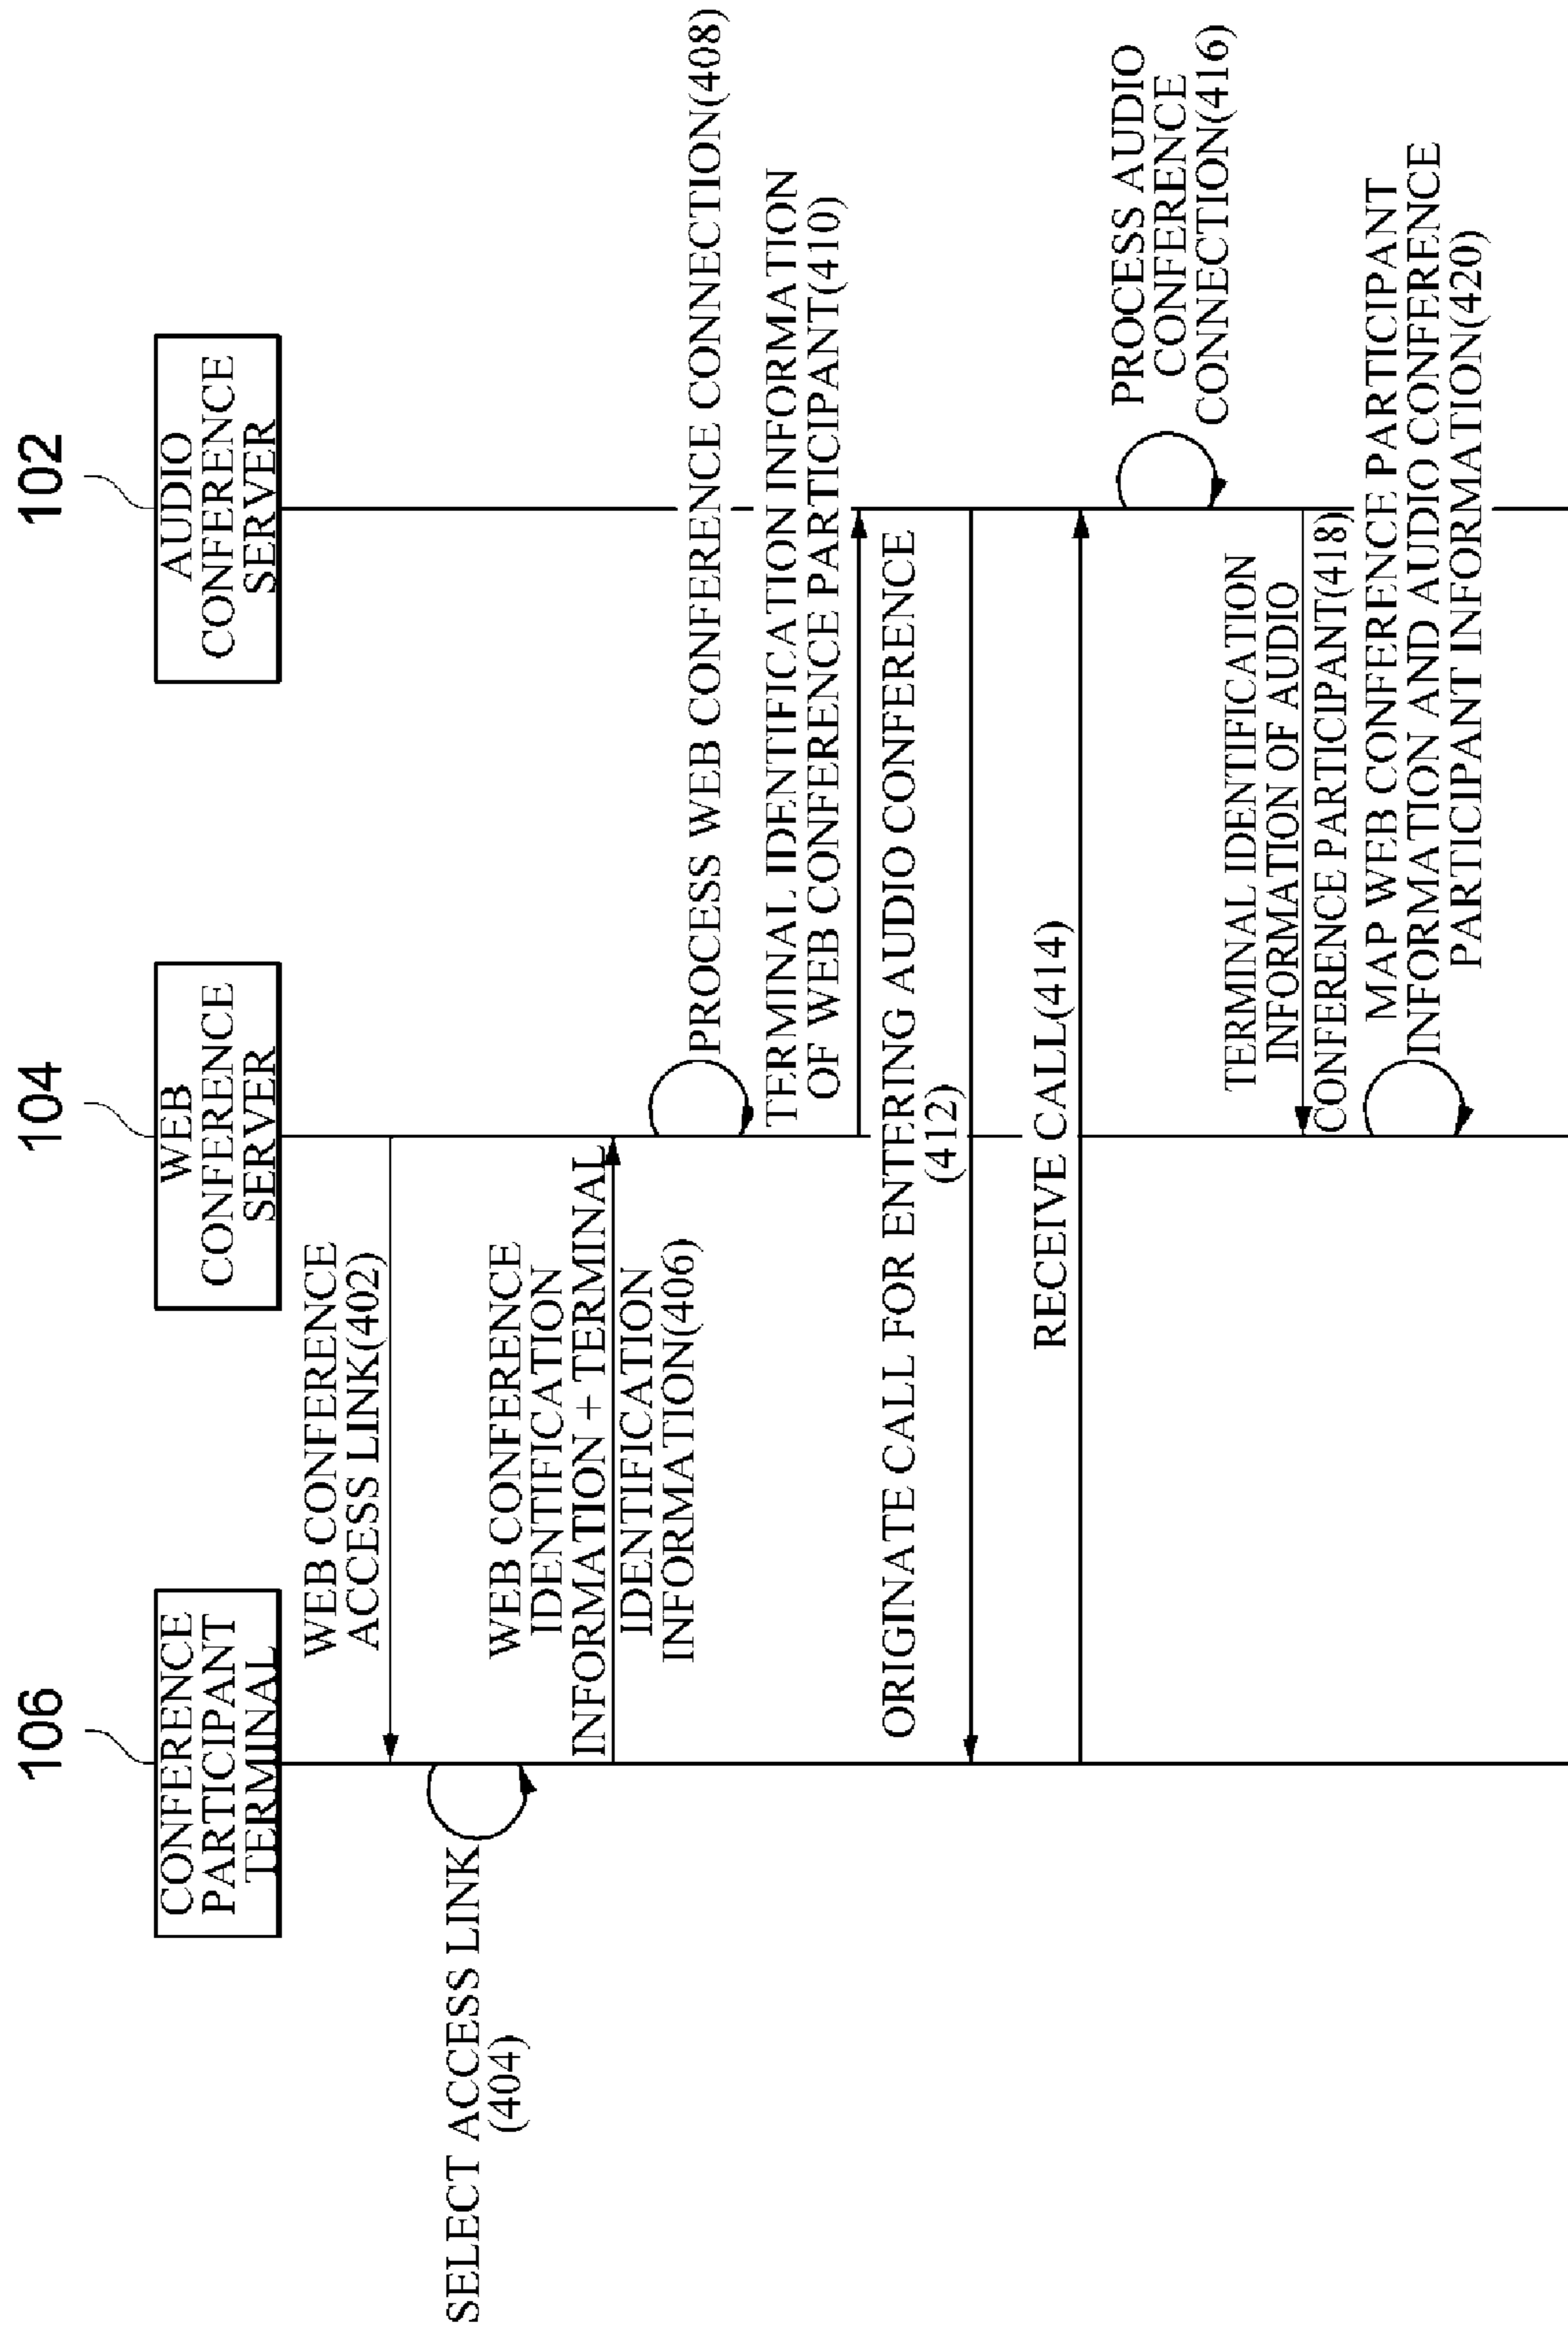 106
104
102
CONFERENCE
PARTICIPANT
TERMINAL
WEB
CONFERENCE
SERVER
AUDIO
CONFERENCE
SERVER
WEB CONFERENCE
ACCESS LINK(402)
SELECT ACCESS LINK
(404)
WEB CONFERENCE
IDENTIFICATION
INFORMATION + TERMINAL
IDENTIFICATION
INFORMATION(406)
PROCESS WEB CONFERENCE CONNECTION(408)
TERMINAL IDENTIFICATION INFORMATION
OF WEB CONFERENCE PARTICIPANT(410)
ORIGINATE CALL FOR ENTERING AUDIO CONFERENCE
(412)
RECEIVE CALL(414)
PROCESS AUDIO
CONFERENCE
CONNECTION(416)
TERMINAL IDENTIFICATION
INFORMATION OF AUDIO
CONFERENCE PARTICIPANT(418)
MAP WEB CONFERENCE PARTICIPANT
INFORMATION AND AUDIO CONFERENCE
PARTICIPANT INFORMATION(420)